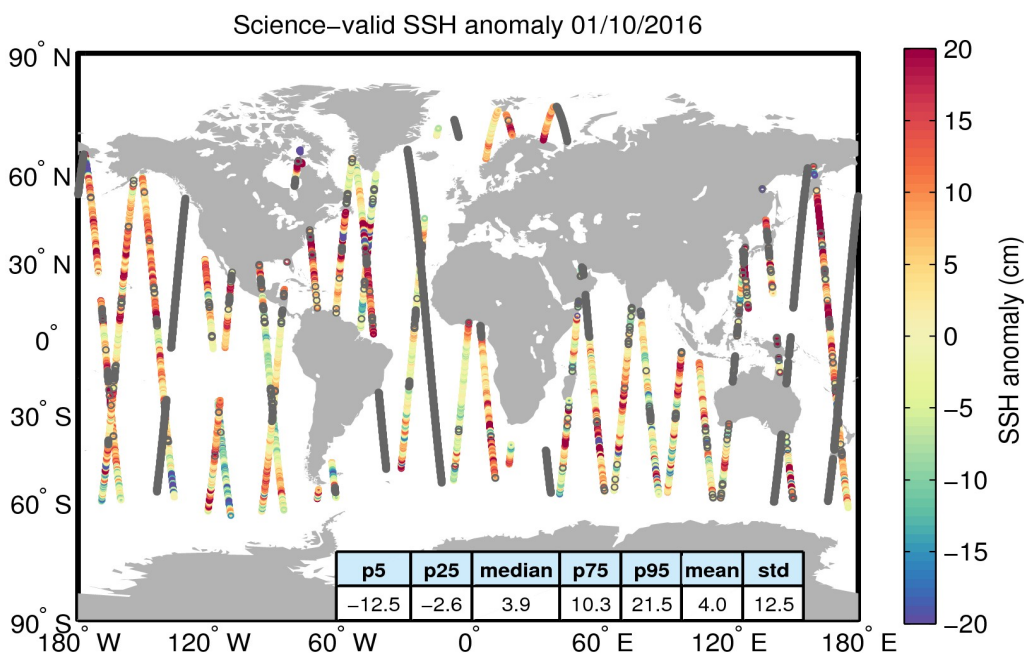 Science−valid SSH anomaly 01/10/2016
90° N
60° N
30° N
0°
30° S
60° S
90° S
180° W
120° W
60° W
0°
60° E
120° E
180° E
p5 p25 median p75 p95 mean std
−12.5 −2.6 3.9 10.3 21.5 4.0 12.5
20
15
10
5
0
−5
−10
−15
−20
SSH anomaly (cm)